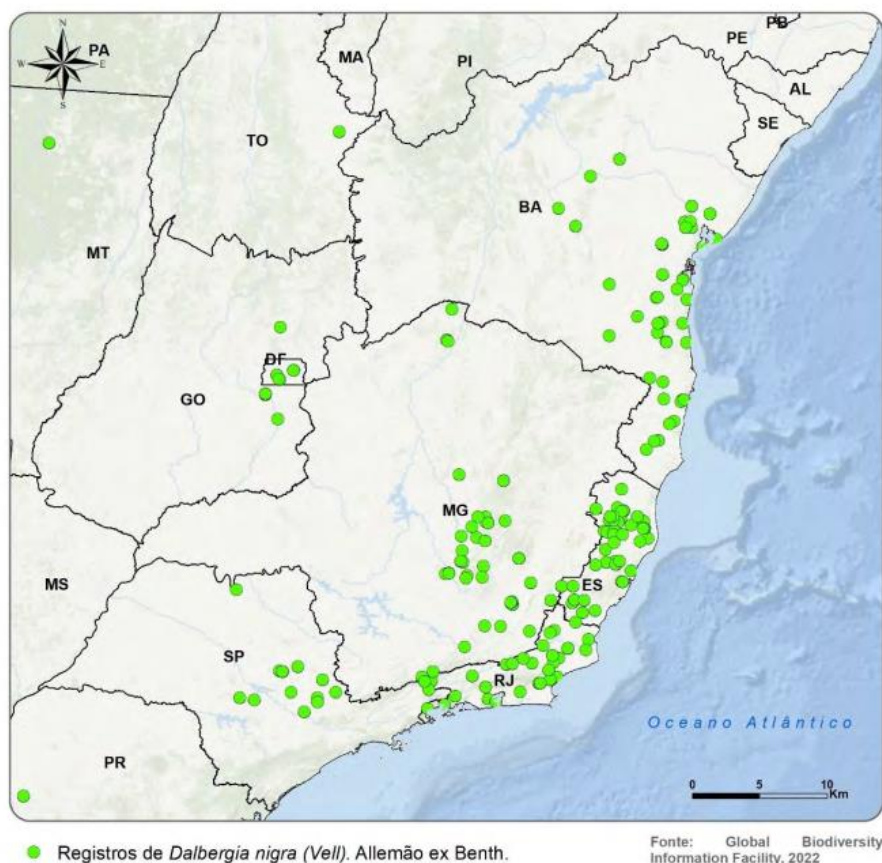 N
W E
S
PA
MA
PI
PE
PB
AL
SE
TO
BA
MT
DF
GO
MG
MS
ES
SP
RJ
PR
Oceano Atlântico
0 5 10
Km
Registros de Dalbergia nigra (Vell). Allemão ex Benth.
Fonte: Global Biodiversity
Information Facility, 2022